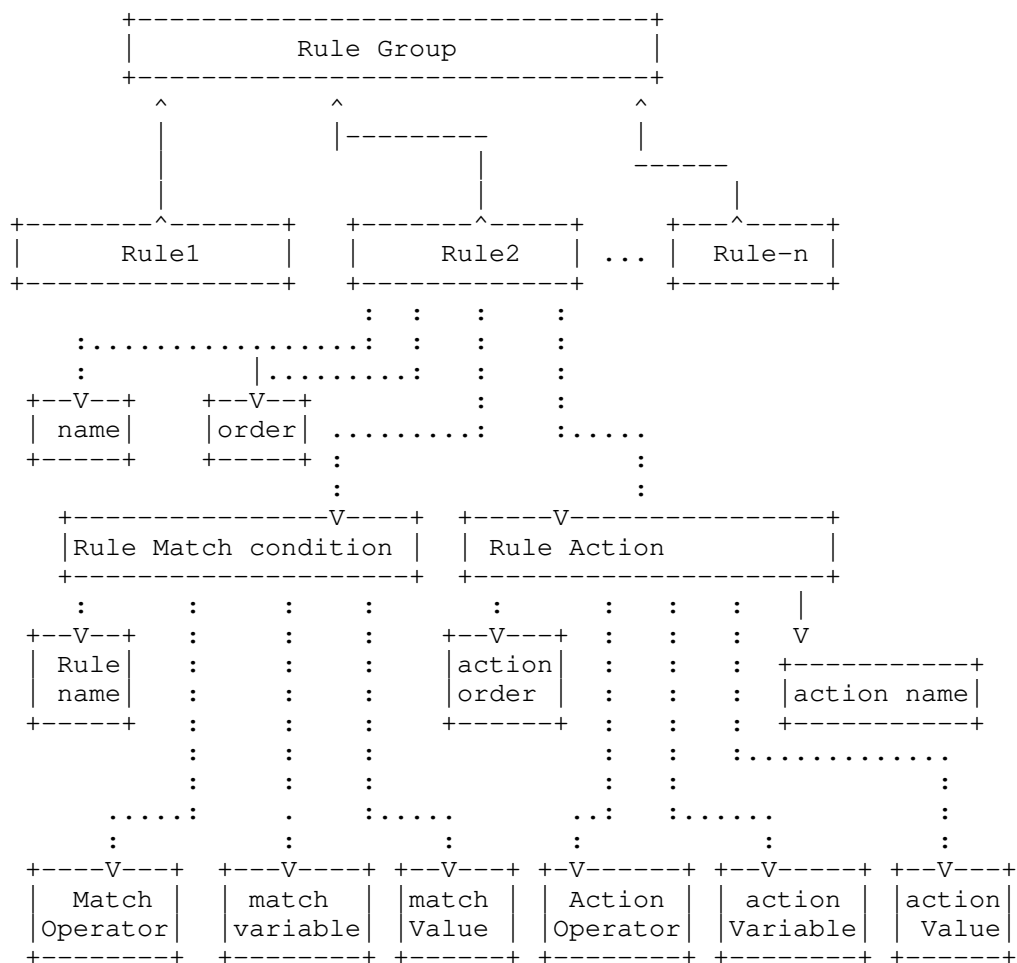 Rule Group
Rule1 Rule2 ... Rule-n
name order
Rule Match condition Rule Action
Rule action
name order action name
Match match match Action action action
Operator variable Value Operator Variable Value